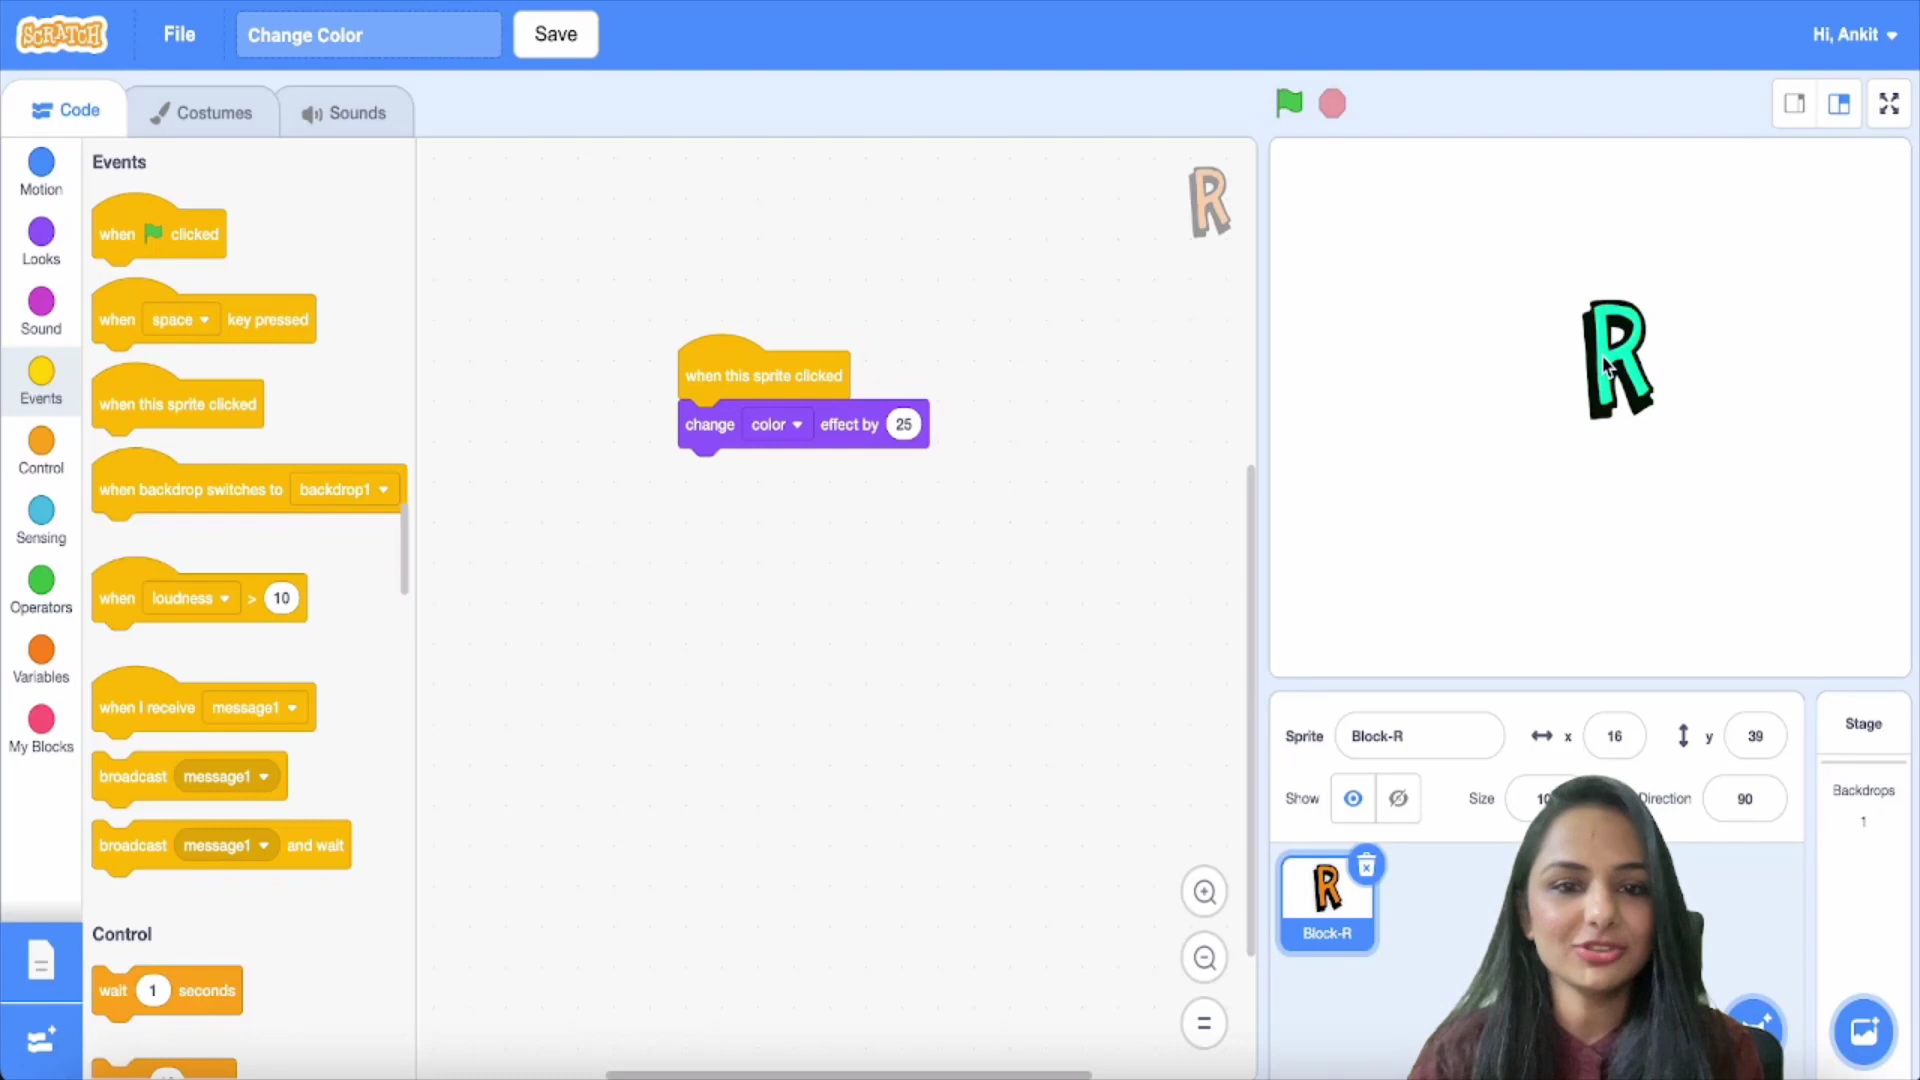 SCRATCH File Change Color Save Hi, Ankit
Code Costumes Sounds
Motion
Looks
Sound
Events
Control
Sensing
Operators
Variables
My Blocks
Events
when clicked
when space key pressed
when this sprite clicked
when backdrop switches to backdrop1
when loudness > 10
when I receive message1
broadcast message1
broadcast message1 and wait
Control
wait 1 seconds
when this sprite clicked
change color effect by 25
R
R
Sprite Block-R x 16 y 39
Show Size Direction 90
R
Block-R
Stage
Backdrops
1